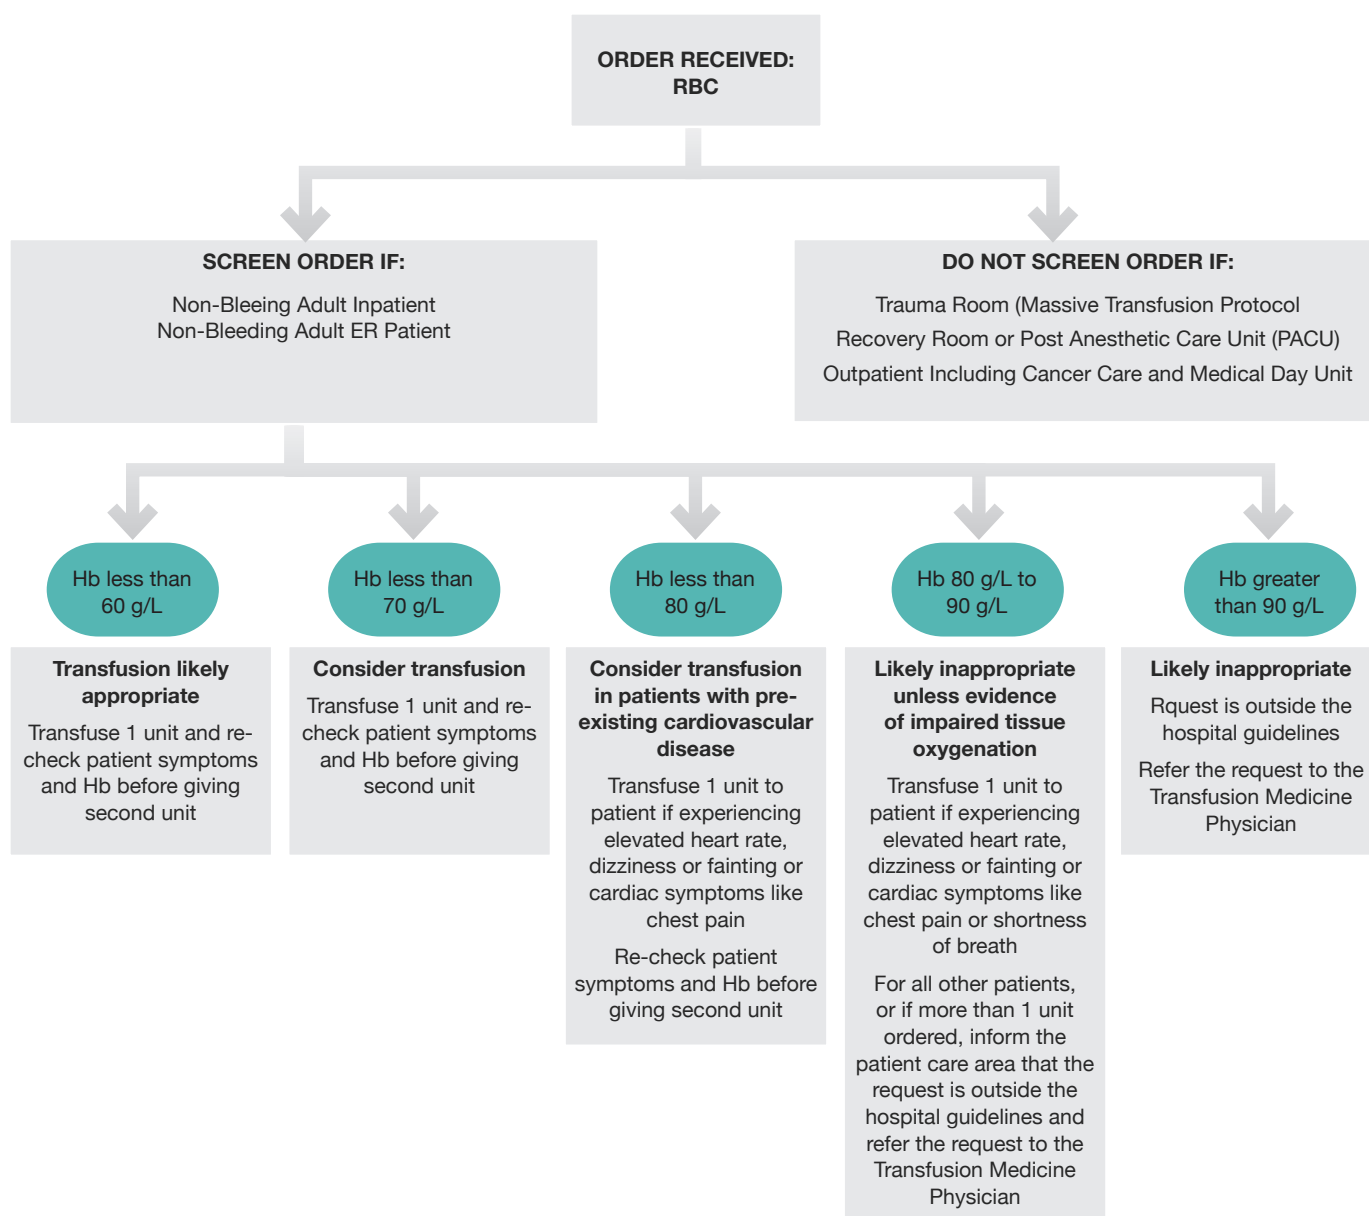 ORDER RECEIVED:
RBC
SCREEN ORDER IF:
Non-Bleeing Adult Inpatient
Non-Bleeding Adult ER Patient
DO NOT SCREEN ORDER IF:
Trauma Room (Massive Transfusion Protocol
Recovery Room or Post Anesthetic Care Unit (PACU)
Outpatient Including Cancer Care and Medical Day Unit
Hb less than
60 g/L
Transfusion likely
appropriate
Transfuse 1 unit and re-
check patient symptoms
and Hb before giving
second unit
Hb less than
70 g/L
Consider transfusion
Transfuse 1 unit and re-
check patient symptoms
and Hb before giving
second unit
Hb less than
80 g/L
Consider transfusion
in patients with pre-
existing cardiovascular
disease
Transfuse 1 unit to
patient if experiencing
elevated heart rate,
dizziness or fainting or
cardiac symptoms like
chest pain
Re-check patient
symptoms and Hb before
giving second unit
Hb 80 g/L to
90 g/L
Likely inappropriate
unless evidence
of impaired tissue
oxygenation
Transfuse 1 unit to
patient if experiencing
elevated heart rate,
dizziness or fainting or
cardiac symptoms like
chest pain or shortness
of breath
For all other patients,
or if more than 1 unit
ordered, inform the
patient care area that the
request is outside the
hospital guidelines and
refer the request to the
Transfusion Medicine
Physician
Hb greater
than 90 g/L
Likely inappropriate
Rquest is outside the
hospital guidelines
Refer the request to the
Transfusion Medicine
Physician